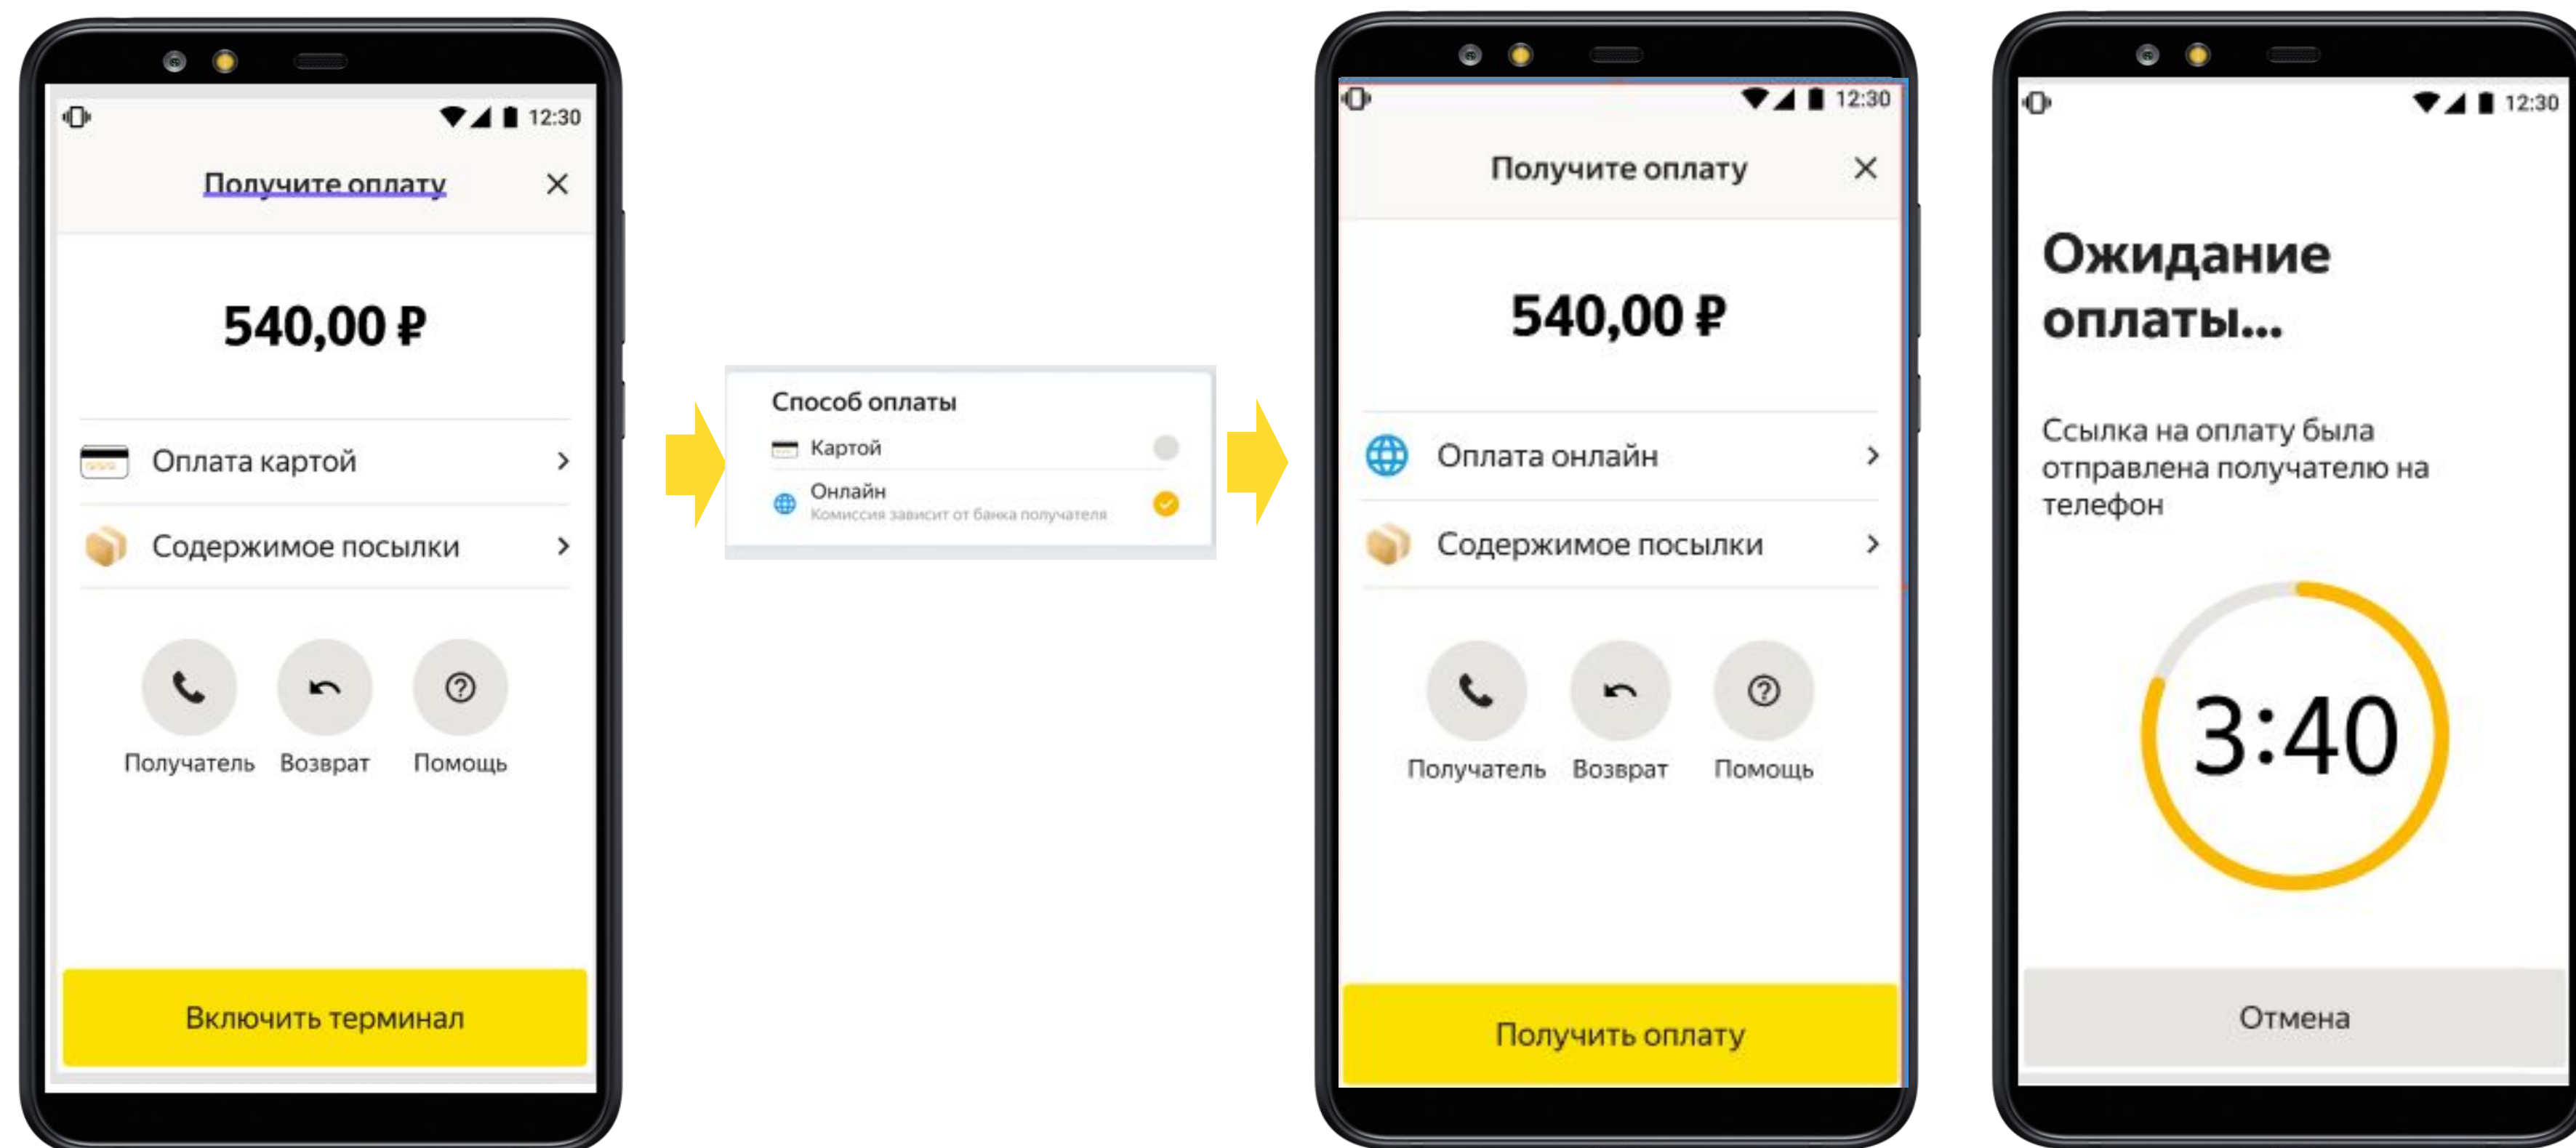 12:30
Получите оплату
540,00 ₽
Оплата картой
Содержимое посылки
Получатель Возврат Помощь
Включить терминал
Способ оплаты
Картой
Онлайн
Комиссия зависит от банка получателя
12:30
Получите оплату
540,00 ₽
Оплата онлайн
Содержимое посылки
Получатель Возврат Помощь
Получить оплату
12:30
Ожидание
оплаты...
Ссылка на оплату была
отправлена получателю на
телефон
3:40
Отмена